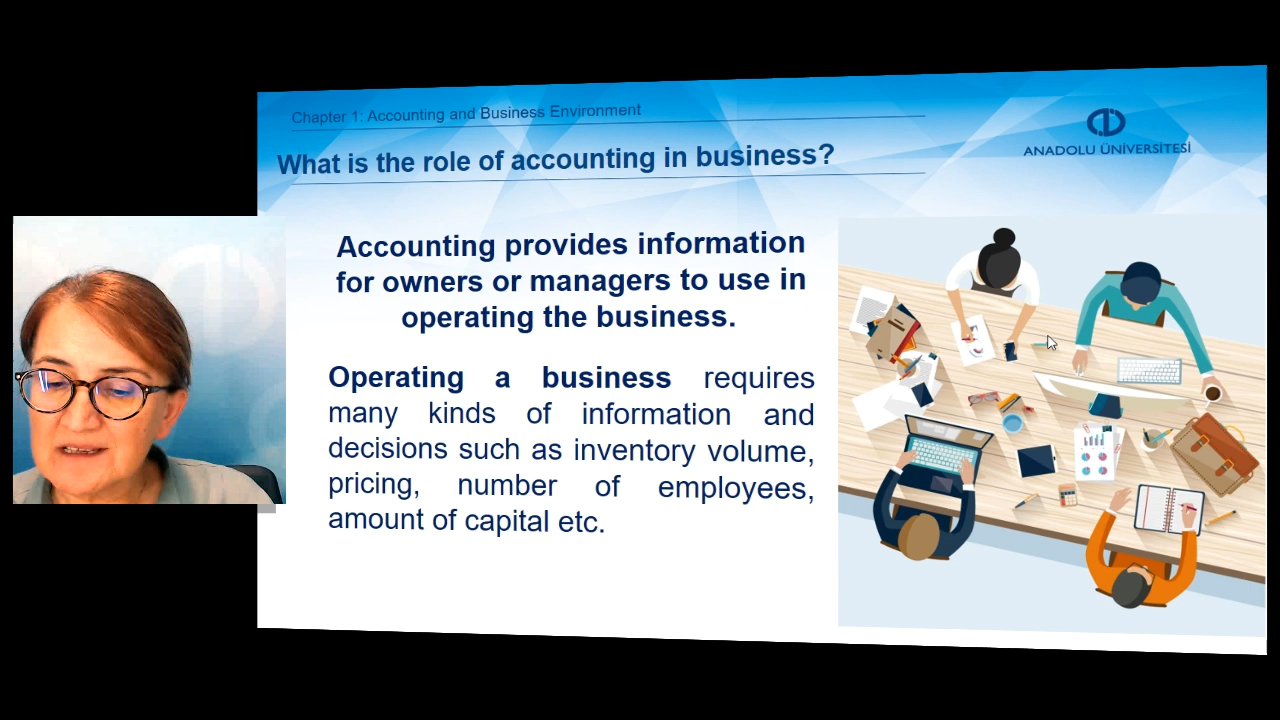 Chapter 1: Accounting and Business Environment
What is the role of accounting in business?
ANADOLU ÜNİVERSİTESİ
Accounting provides information
for owners or managers to use in
operating the business.
Operating a business requires
many kinds of information and
decisions such as inventory volume,
pricing, number of employees,
amount of capital etc.